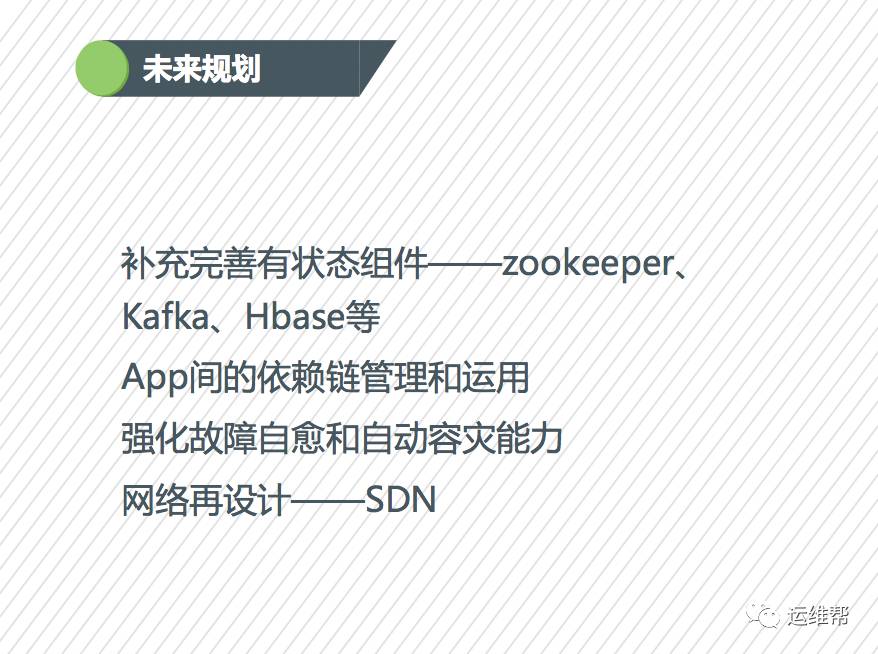 未来规划
补充完善有状态组件——zookeeper、
Kafka、Hbase等
App间的依赖链管理和运用
强化故障自愈和自动容灾能力
网络再设计——SDN
运维帮